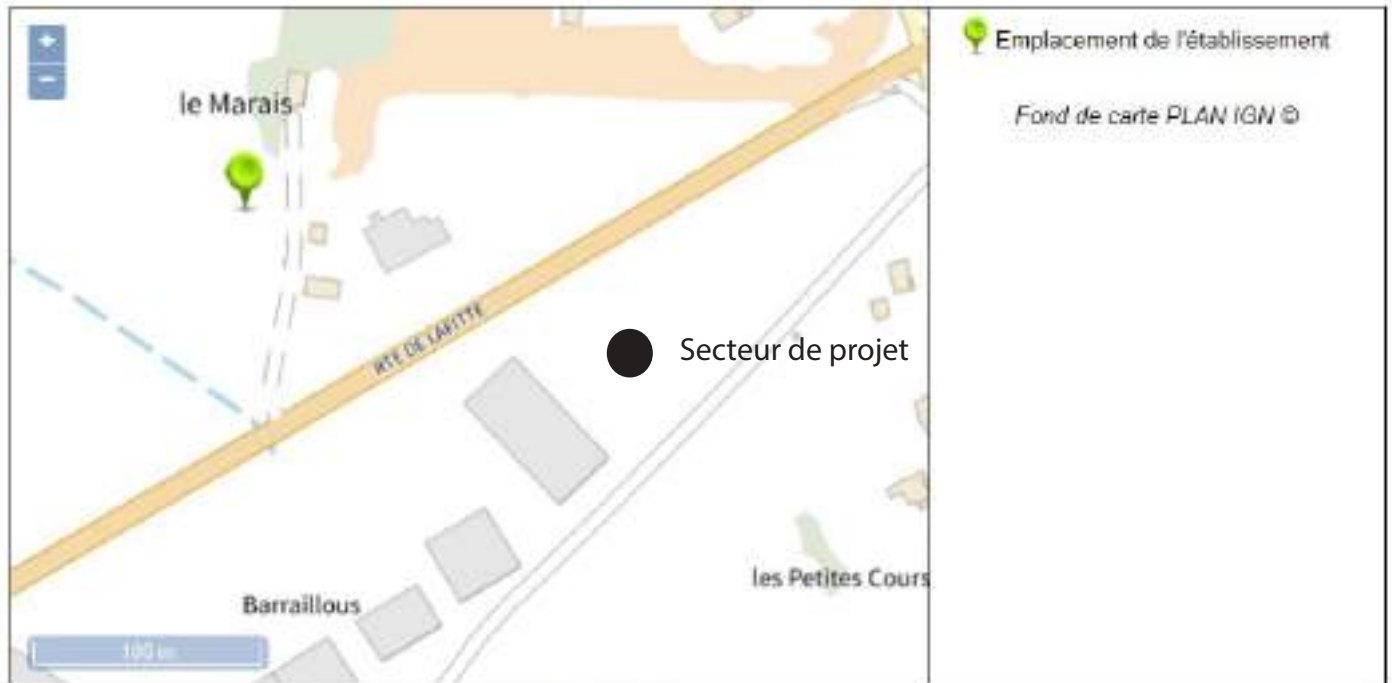 +
−
le Marais
RTE DE LAFITTE
Secteur de projet
les Petites Cours
Barraillous
100 m
Emplacement de l'établissement
Fond de carte PLAN IGN ©